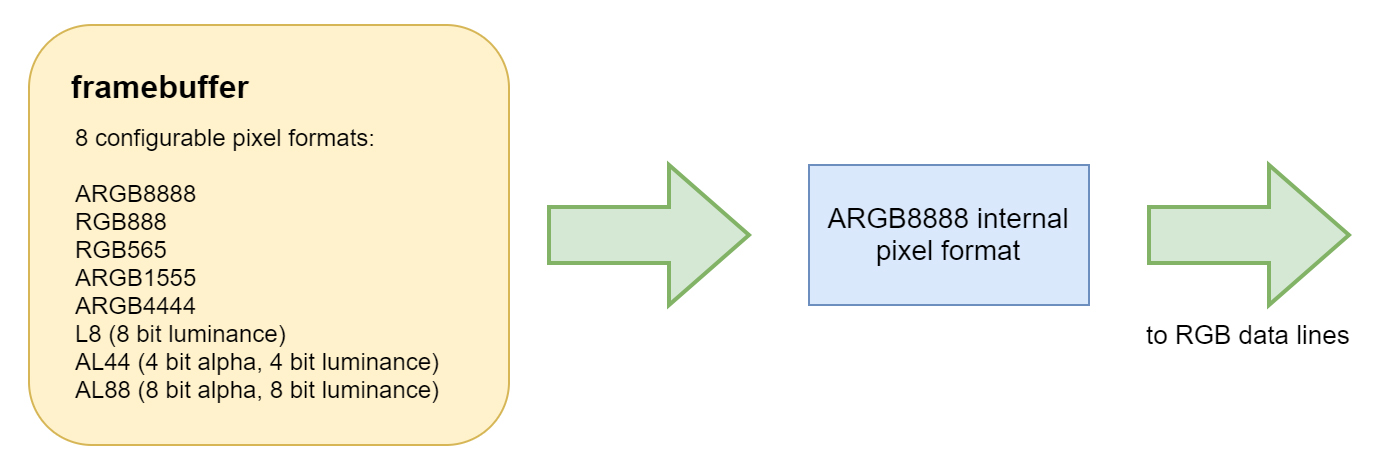 framebuffer
8 configurable pixel formats:
ARGB8888
RGB888
RGB565
ARGB1555
ARGB4444
L8 (8 bit luminance)
AL44 (4 bit alpha, 4 bit luminance)
AL88 (8 bit alpha, 8 bit luminance)
ARGB8888 internal
pixel format
to RGB data lines